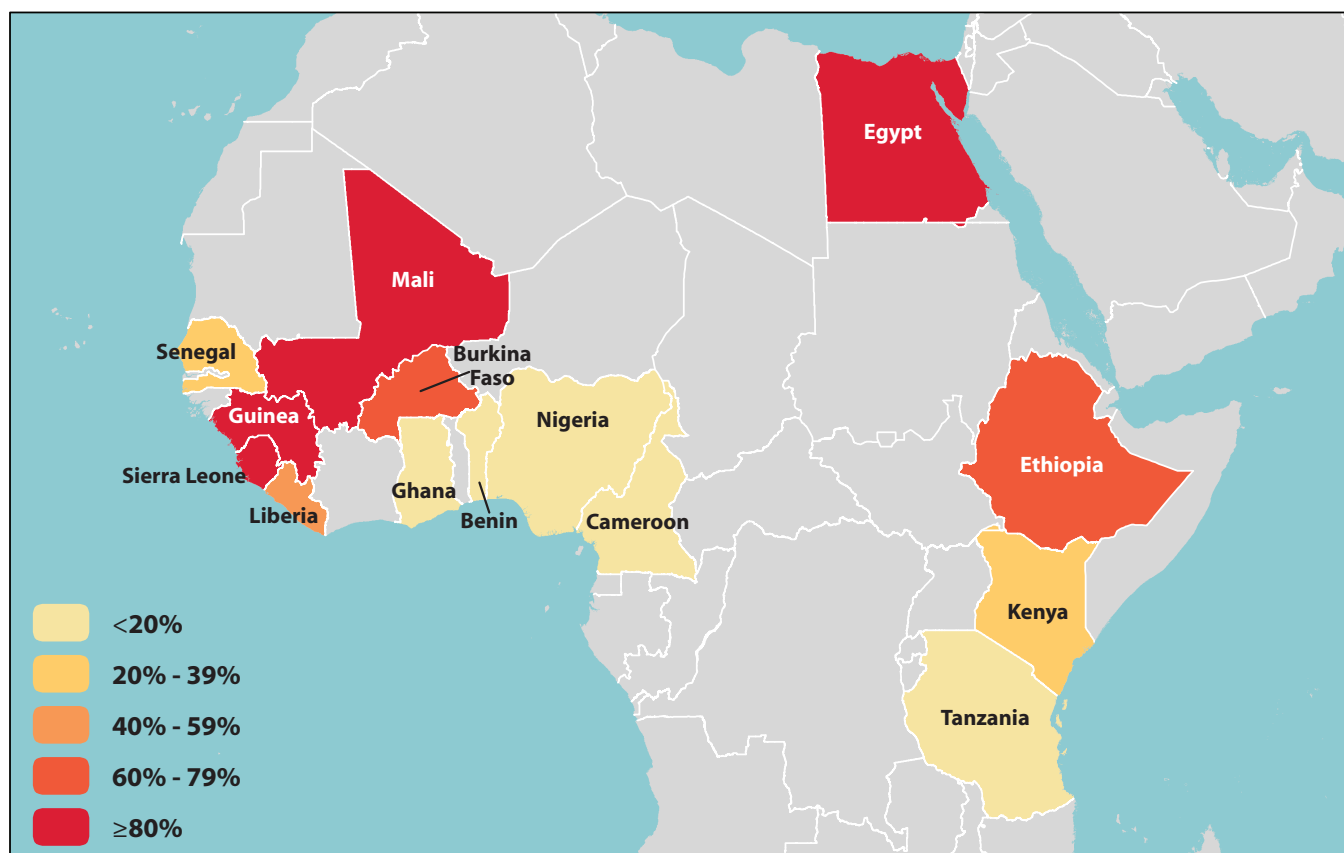 Egypt
Mali
Senegal
Burkina
Faso
Guinea
Nigeria
Sierra Leone
Ghana
Ethiopia
Liberia
Benin
Cameroon
Kenya
Tanzania
<20%
20% - 39%
40% - 59%
60% - 79%
≥80%